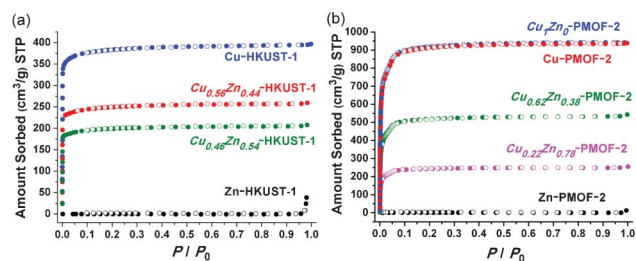 (a)
Amount Sorbed (cm³/g) STP
400
350
300
250
200
150
100
50
0
Cu-HKUST-1
Cu₀.₅₆Zn₀.₄₄-HKUST-1
Cu₀.₄₆Zn₀.₅₄-HKUST-1
Zn-HKUST-1
0.0 0.1 0.2 0.3 0.4 0.5 0.6 0.7 0.8 0.9 1.0
P / P₀
(b)
Amount Sorbed (cm³/g) STP
1000
900
800
700
600
500
400
300
200
100
0
Cu₁Zn₀-PMOF-2
Cu-PMOF-2
Cu₀.₆₂Zn₀.₃₈-PMOF-2
Cu₀.₂₂Zn₀.₇₈-PMOF-2
Zn-PMOF-2
0.0 0.1 0.2 0.3 0.4 0.5 0.6 0.7 0.8 0.9 1.0
P / P₀